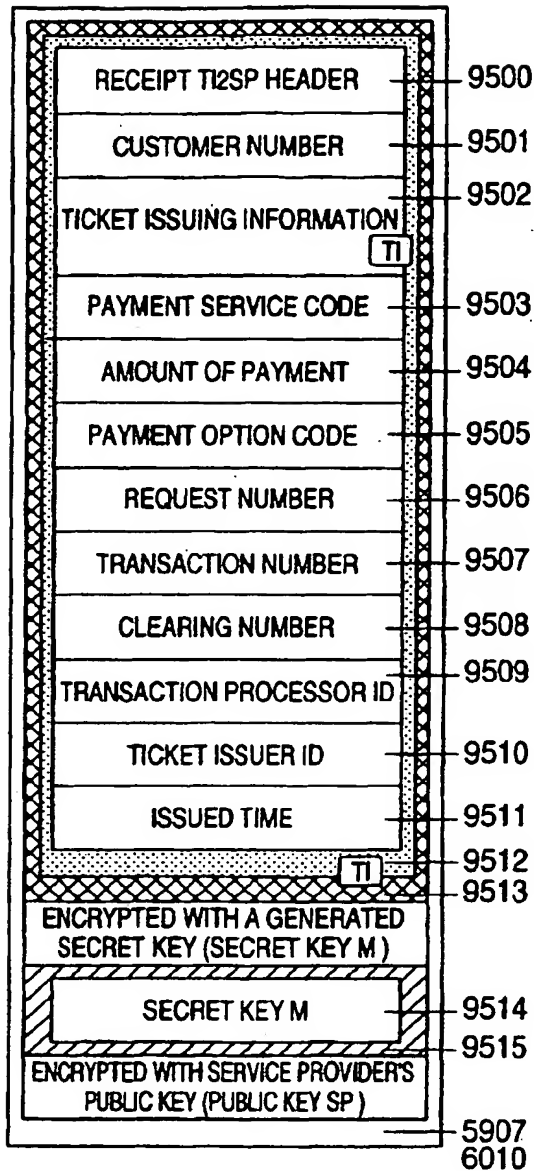 RECEIPT TI2SP HEADER 9500
CUSTOMER NUMBER 9501
9502
TICKET ISSUING INFORMATION
TI
PAYMENT SERVICE CODE 9503
AMOUNT OF PAYMENT 9504
PAYMENT OPTION CODE 9505
REQUEST NUMBER 9506
TRANSACTION NUMBER 9507
CLEARING NUMBER 9508
9509
TRANSACTION PROCESSOR ID
TICKET ISSUER ID 9510
ISSUED TIME 9511
TI 9512
9513
ENCRYPTED WITH A GENERATED
SECRET KEY (SECRET KEY M)
SECRET KEY M 9514
9515
ENCRYPTED WITH SERVICE PROVIDER'S
PUBLIC KEY (PUBLIC KEY SP)
5907
6010